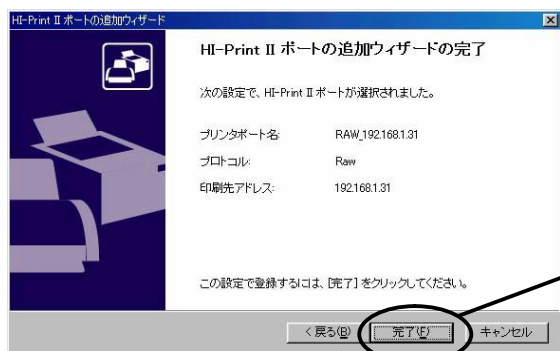 HI-Print II ポートの追加ウィザード
HI-Print II ポートの追加ウィザードの完了
次の設定で、HI-Print II ポートが選択されました。
プリンタポート名: RAW_192.168.1.31
プロトコル: Raw
印刷先アドレス: 192.168.1.31
この設定で登録するには、[完了] をクリックしてください。
< 戻る(B) 完了(F) キャンセル